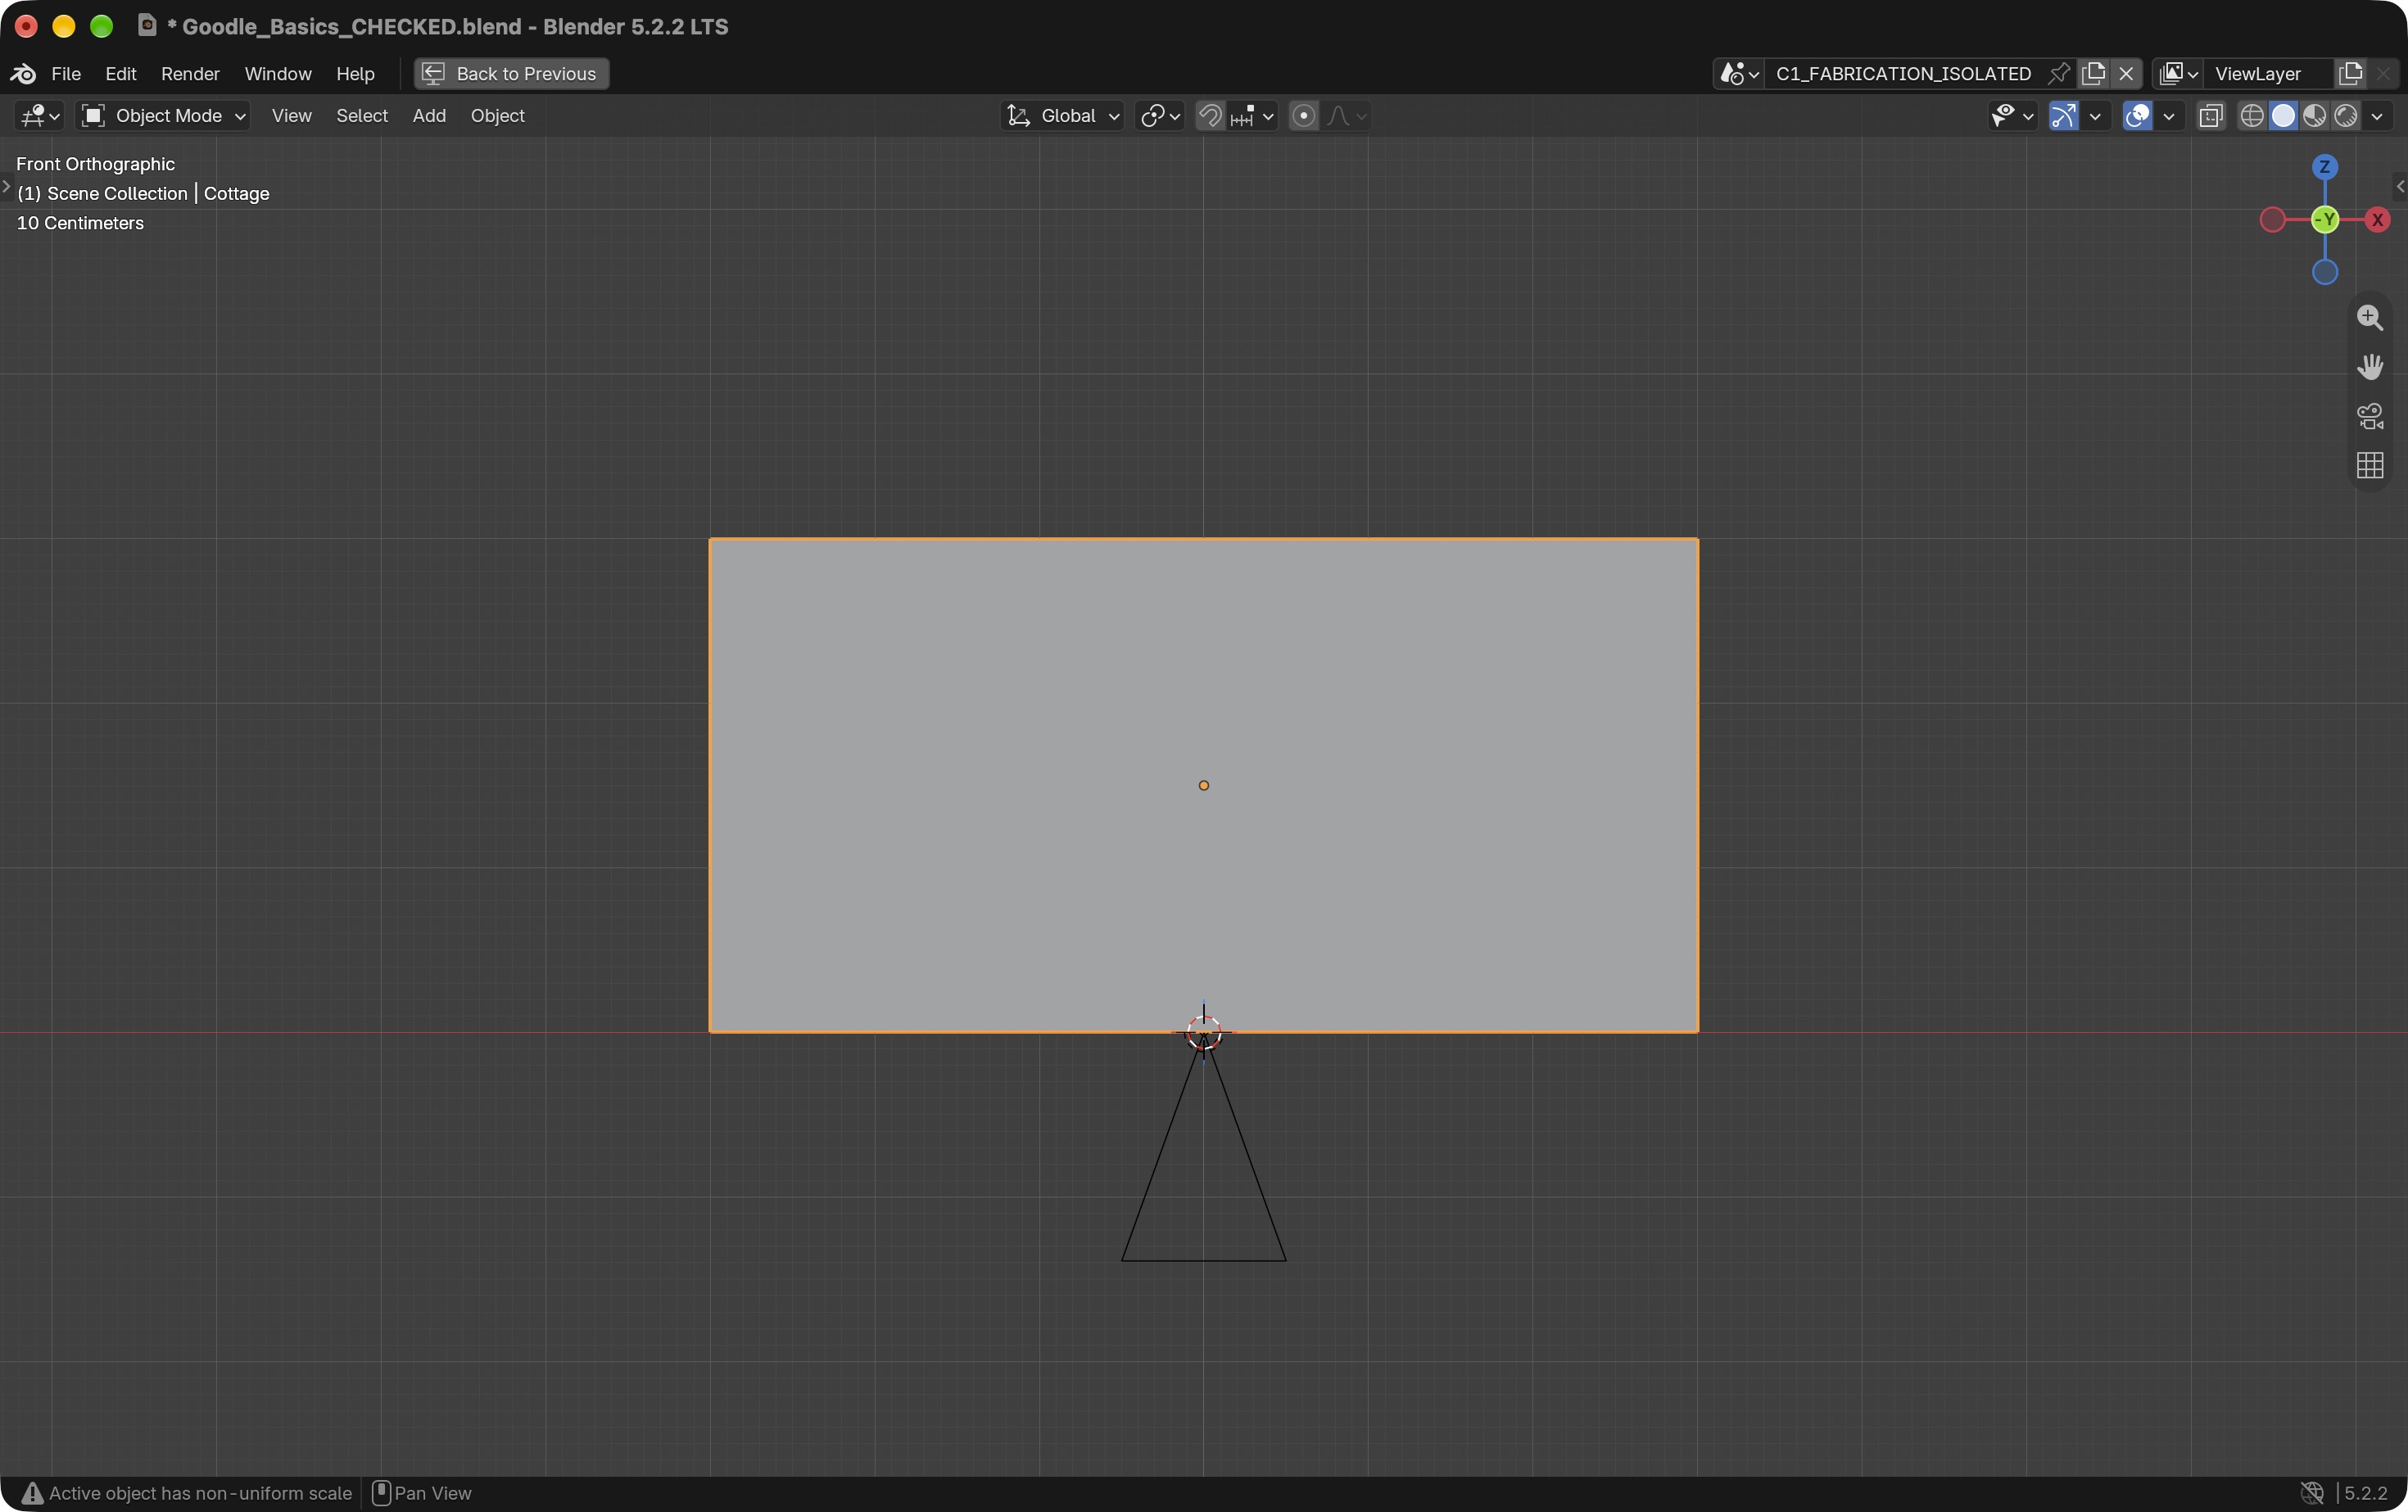 * Goodle_Basics_CHECKED.blend - Blender 5.2.2 LTS
File Edit Render Window Help Back to Previous C1_FABRICATION_ISOLATED ViewLayer
Object Mode View Select Add Object Global
Front Orthographic
(1) Scene Collection | Cottage
10 Centimeters
Z
-Y X
Active object has non-uniform scale Pan View 5.2.2